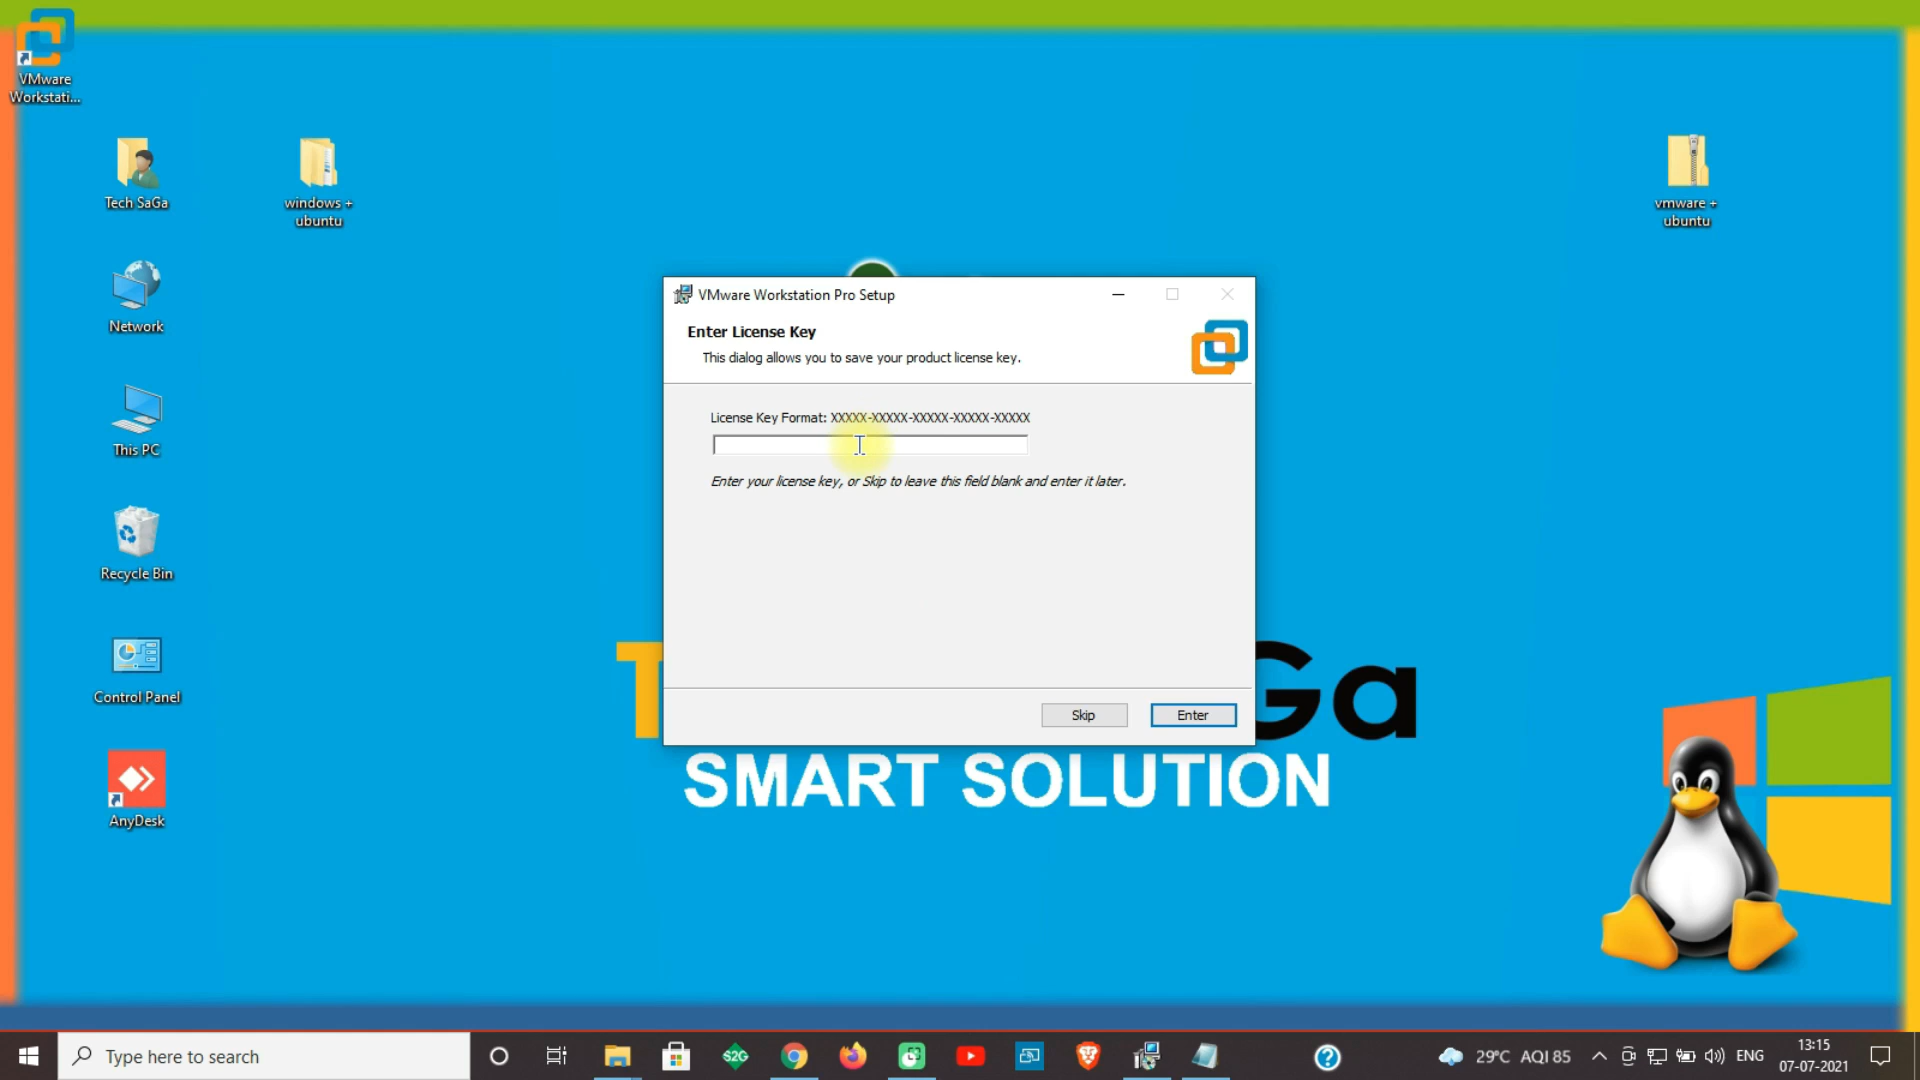 VMware
Workstati...
Tech SaGa
windows +
ubuntu
vmware +
ubuntu
Network
This PC
Recycle Bin
Control Panel
AnyDesk
VMware Workstation Pro Setup
Enter License Key
This dialog allows you to save your product license key.
License Key Format: XXXXX-XXXXX-XXXXX-XXXXX-XXXXX
Enter your license key, or Skip to leave this field blank and enter it later.
Skip
Enter
T
Ga
SMART SOLUTION
Type here to search
S2G
29°C AQI 85
ENG
13:15
07-07-2021